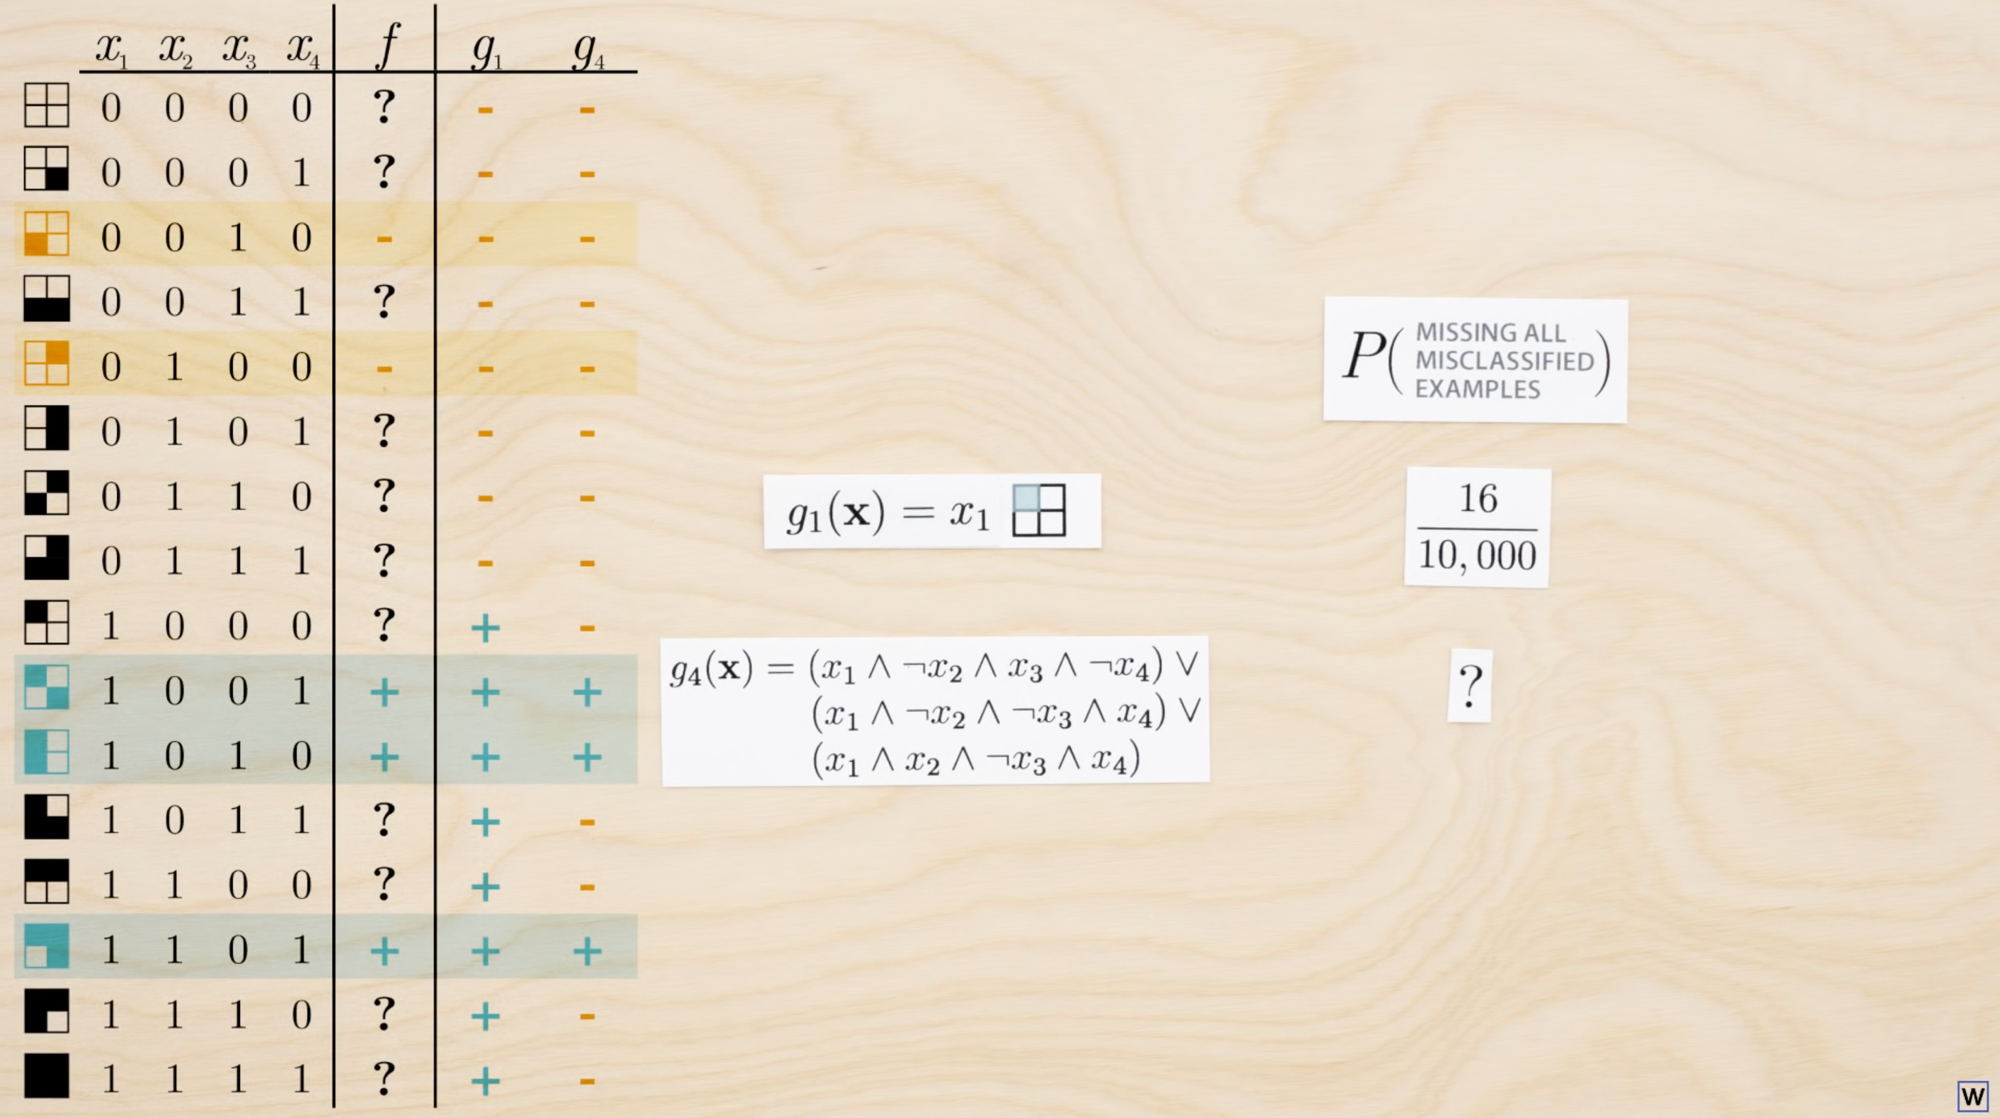 x₁ x₂ x₃ x₄ f g₁ g₄
0 0 0 0 ? - -
0 0 0 1 ? - -
0 0 1 0 - - -
0 0 1 1 ? - -
0 1 0 0 - - -
0 1 0 1 ? - -
0 1 1 0 ? - -
0 1 1 1 ? - -
1 0 0 0 ? + -
1 0 0 1 + + +
1 0 1 0 + + +
1 0 1 1 ? + -
1 1 0 0 ? + -
1 1 0 1 + + +
1 1 1 0 ? + -
1 1 1 1 ? + -
g₁(x) = x₁
g₄(x) = (x₁ ∧ ¬x₂ ∧ x₃ ∧ ¬x₄) ∨
(x₁ ∧ ¬x₂ ∧ ¬x₃ ∧ x₄) ∨
(x₁ ∧ x₂ ∧ ¬x₃ ∧ x₄)
P( MISSING ALL
MISCLASSIFIED
EXAMPLES )
16
10,000
?
W